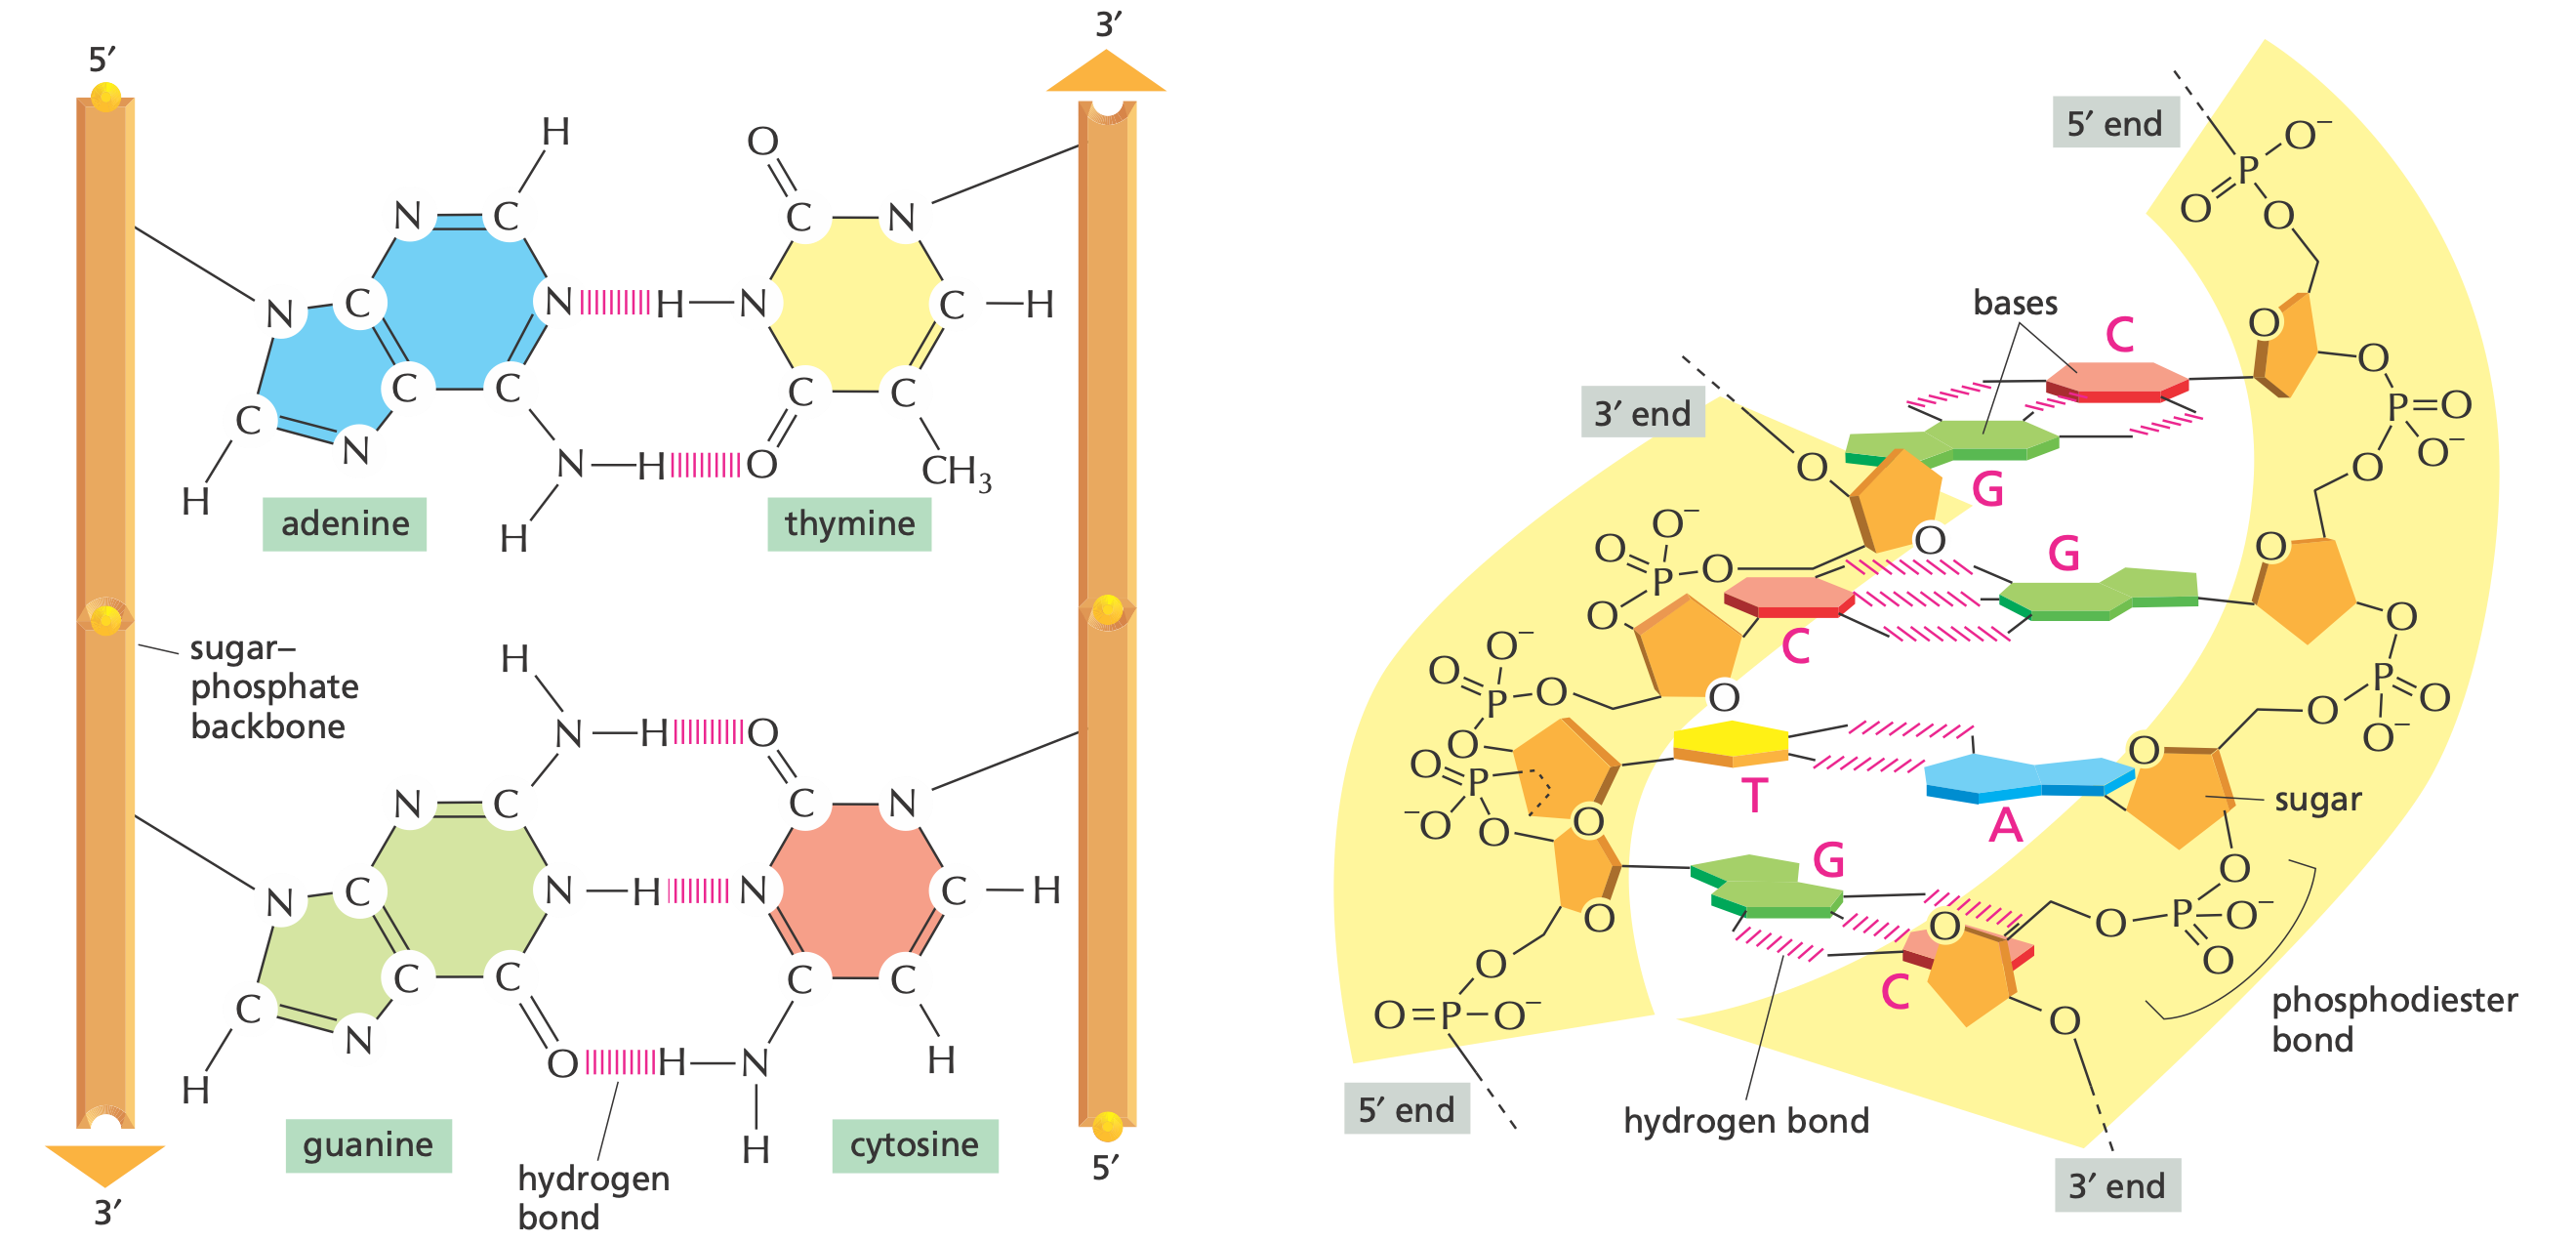 5′
3′
H
O
N
C
C
N
N
C
N
H
N
C
H
C
C
C
C
C
N
H
N
H
O
CH₃
H
adenine
thymine
H
sugar–
phosphate
backbone
H
N
H
O
N
C
C
N
N
C
N
H
N
C
H
C
C
C
C
C
N
O
H
N
H
H
H
guanine
cytosine
hydrogen
bond
3′
5′
5′ end
O⁻
P
O
O
bases
C
O
O
3′ end
P=O
O⁻
O
O
G
O⁻
O
P
O
O
G
O
O
C
O
O⁻
O
P
O
O
P
O
O
O⁻
O
O
P
O
T
A
sugar
⁻O
O
O
G
O
O
O
P
O⁻
O
O
C
O
O=P–O⁻
O
phosphodiester
bond
5′ end
hydrogen bond
3′ end